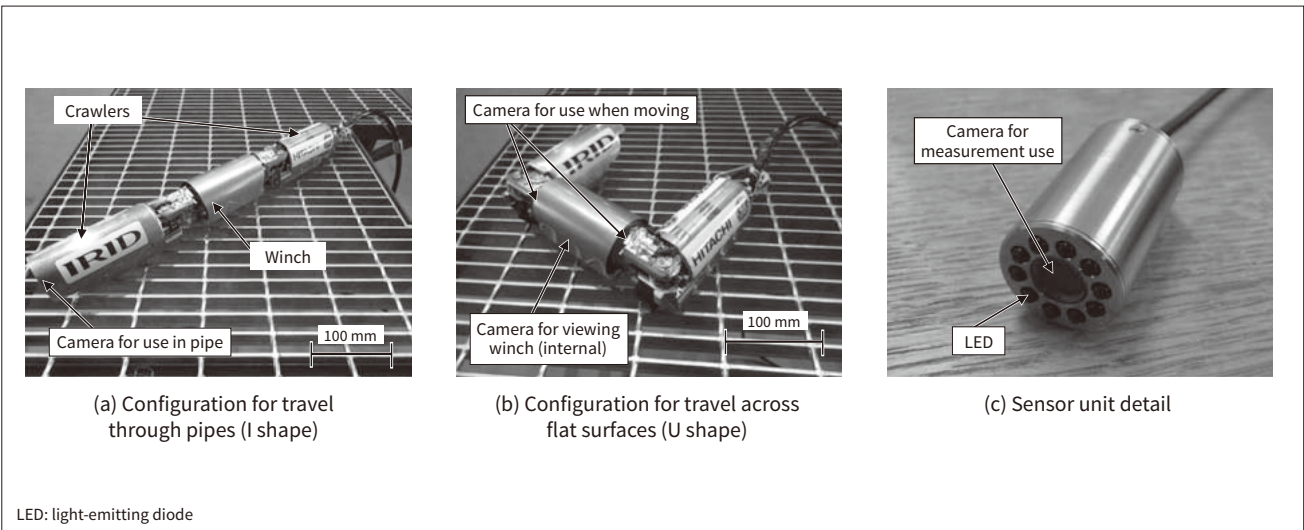 Crawlers
IRID
HITACHI
Winch
Camera for use in pipe
100 mm
(a) Configuration for travel
through pipes (I shape)
Camera for use when moving
IRID
HITACHI
Camera for viewing
winch (internal)
100 mm
(b) Configuration for travel across
flat surfaces (U shape)
Camera for
measurement use
LED
(c) Sensor unit detail
LED: light-emitting diode